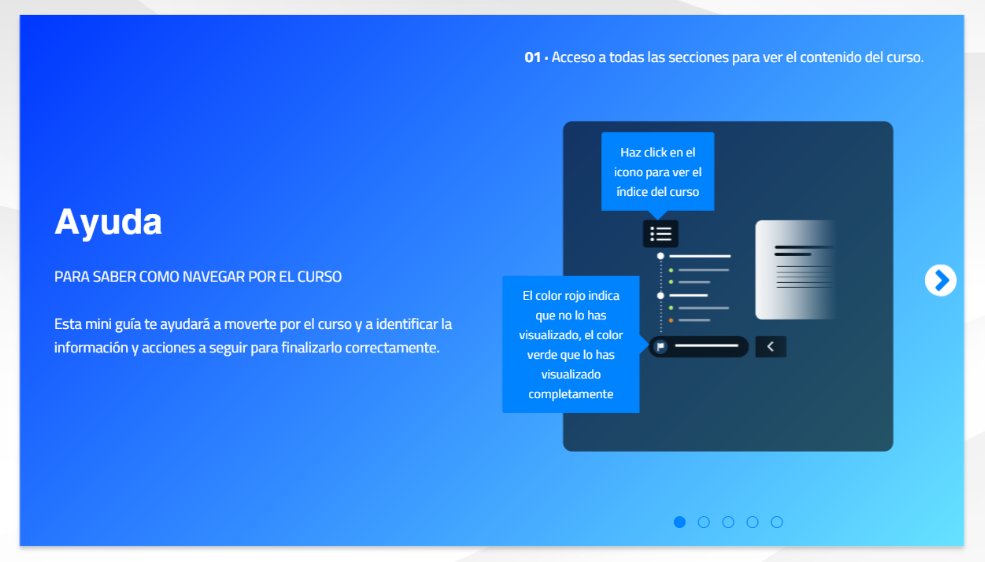 01 · Acceso a todas las secciones para ver el contenido del curso.
Ayuda
PARA SABER COMO NAVEGAR POR EL CURSO
Esta mini guía te ayudará a moverte por el curso y a identificar la
información y acciones a seguir para finalizarlo correctamente.
Haz click en el
icono para ver el
índice del curso
El color rojo indica
que no lo has
visualizado, el color
verde que lo has
visualizado
completamente